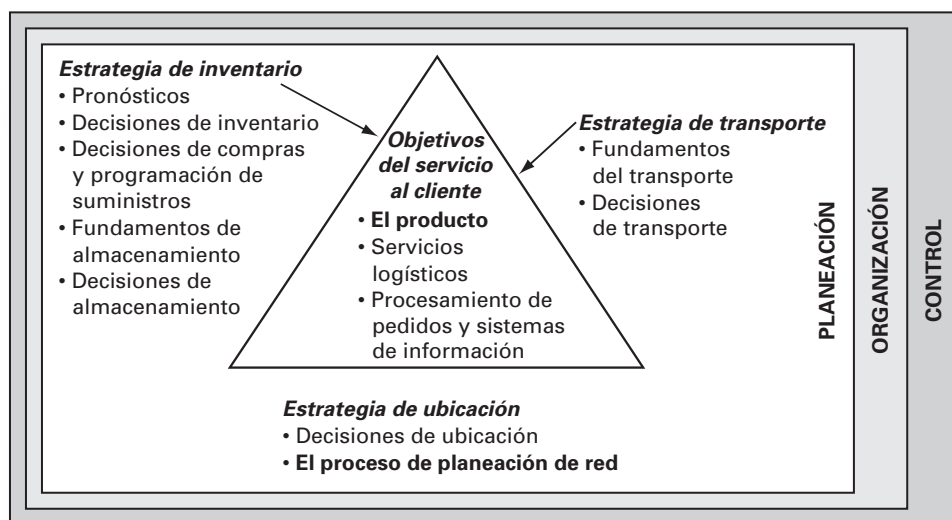 Estrategia de inventario
• Pronósticos
• Decisiones de inventario
• Decisiones de compras
y programación de
suministros
• Fundamentos de
almacenamiento
• Decisiones de
almacenamiento
Objetivos
del servicio
al cliente
• El producto
• Servicios
logísticos
• Procesamiento de
pedidos y sistemas
de información
Estrategia de transporte
• Fundamentos
del transporte
• Decisiones
de transporte
Estrategia de ubicación
• Decisiones de ubicación
• El proceso de planeación de red
PLANEACIÓN
ORGANIZACIÓN
CONTROL